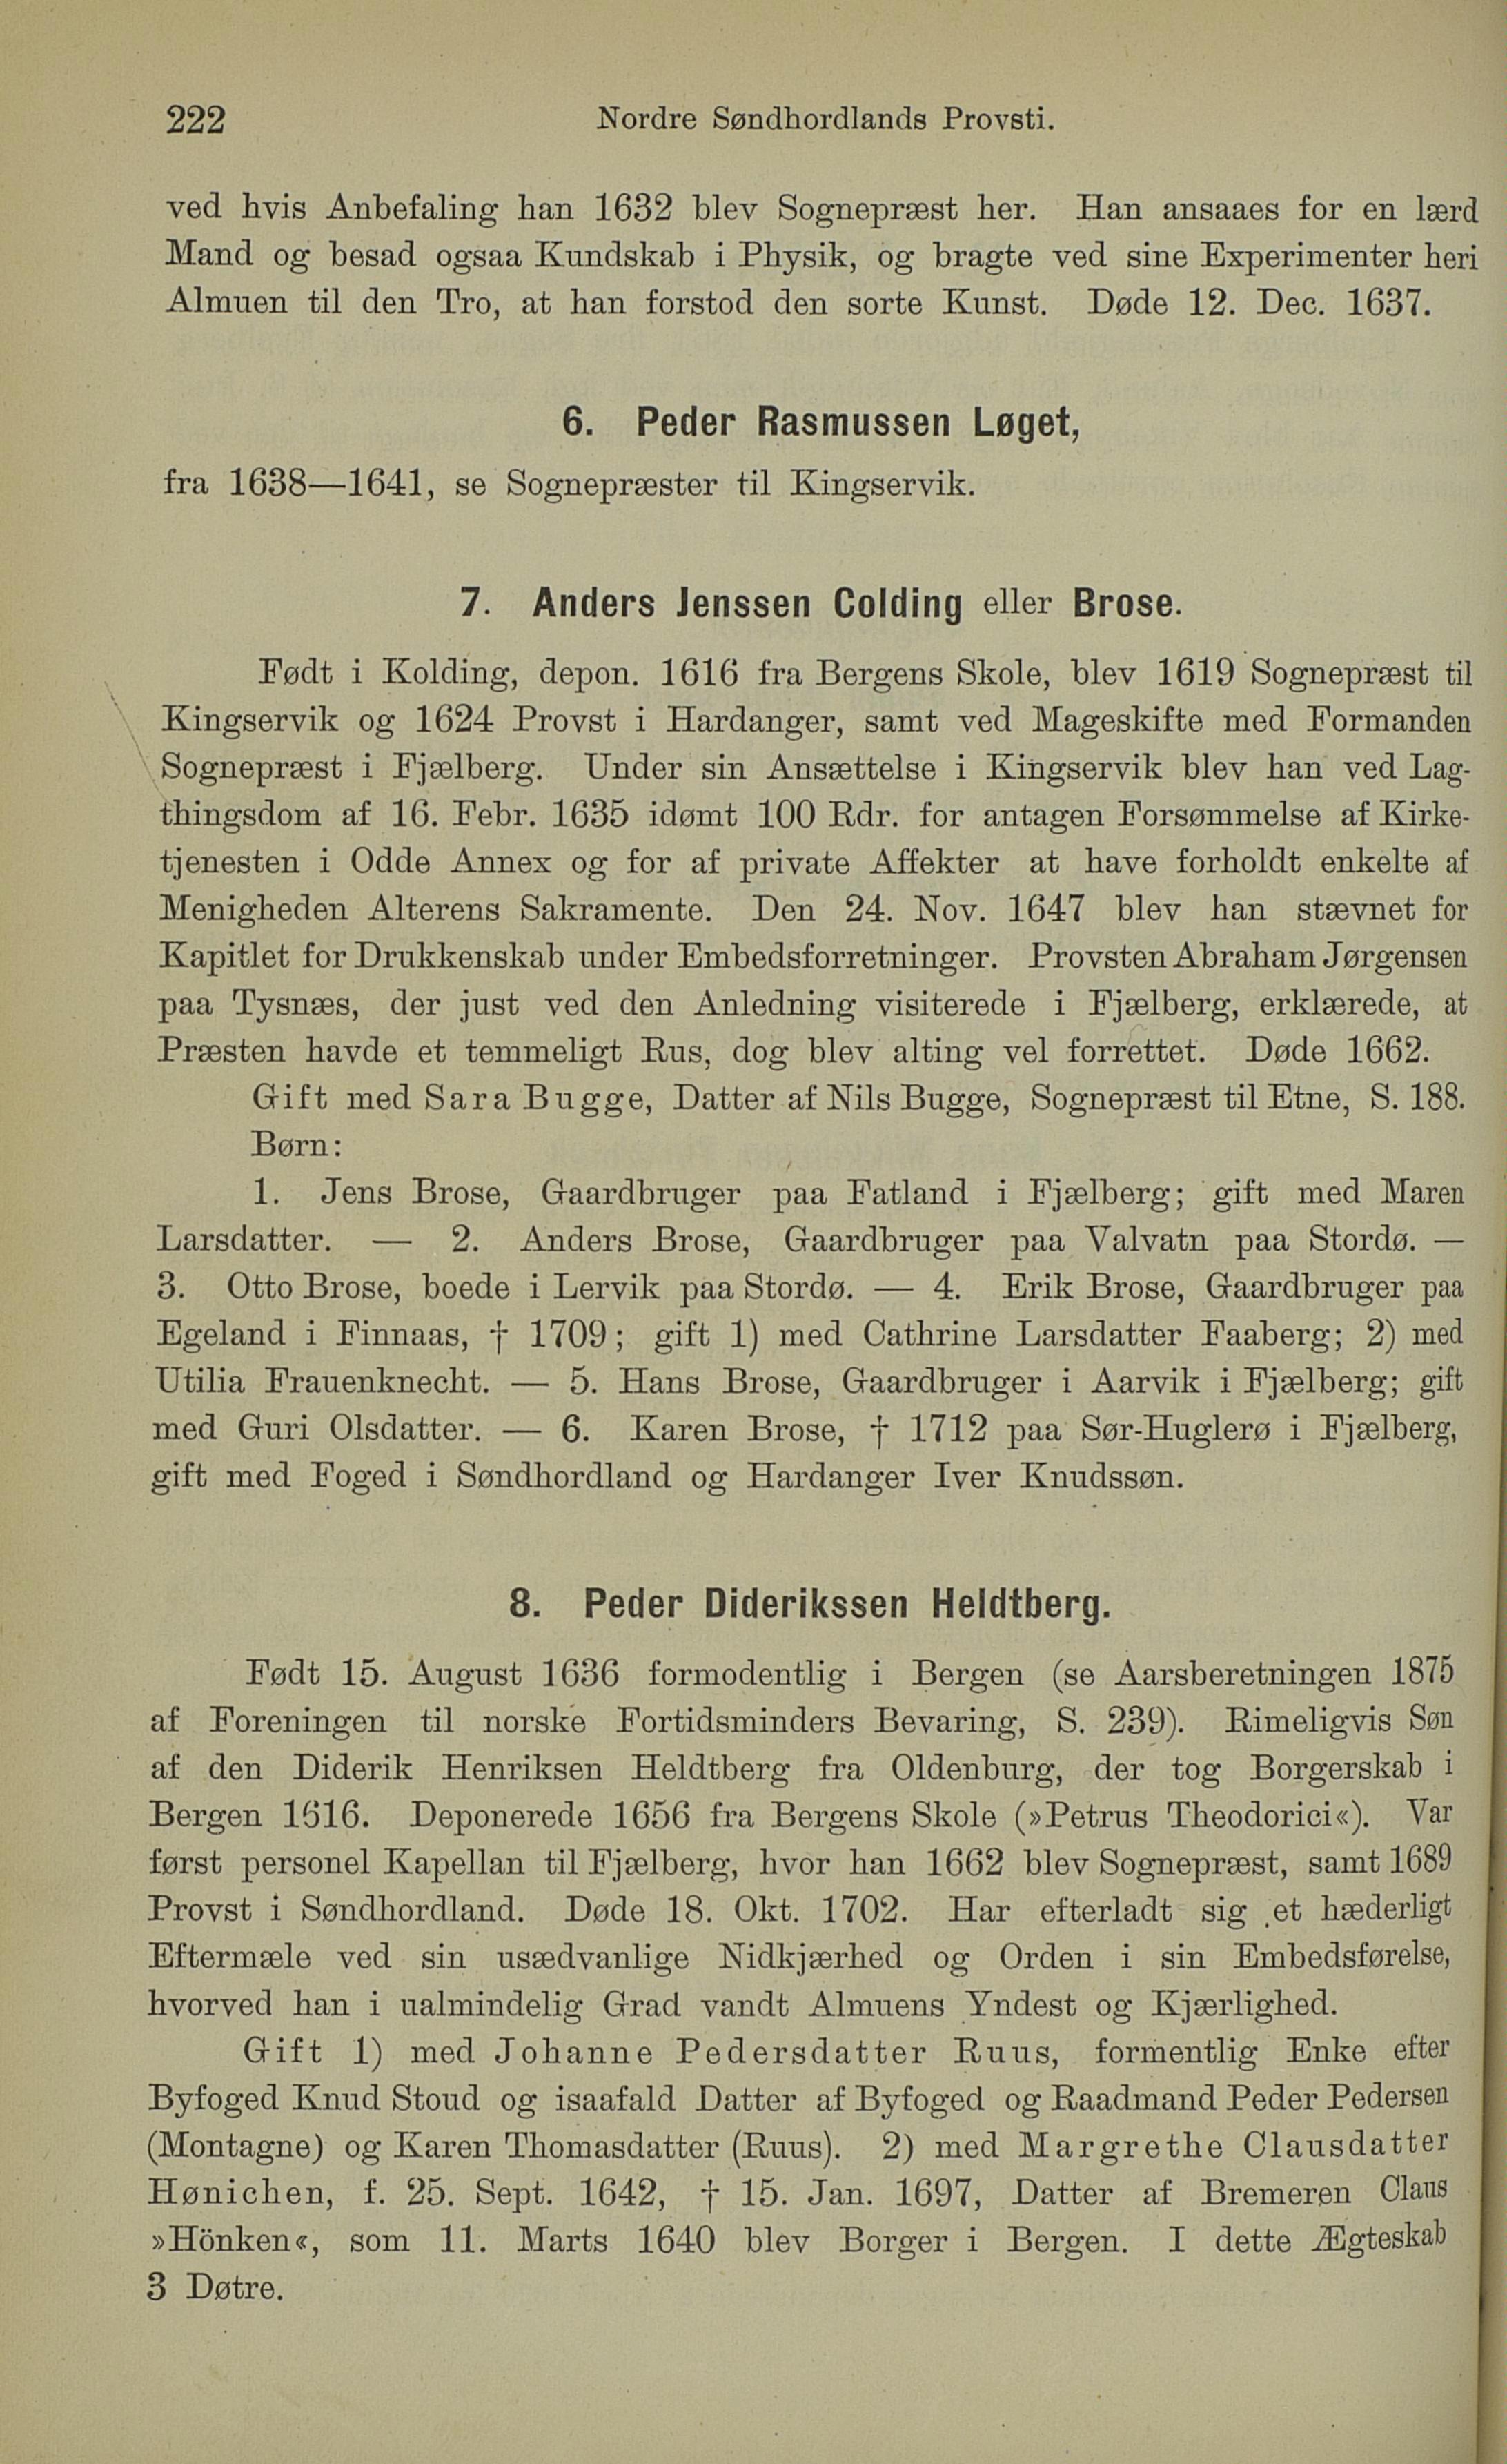 222 Nordre Søndhordlands Provsti.
ved hvis Anbefaling han 1632 blev Sognepræst her. Han ansaaes for en lærd
Mand og besad ogsaa Kundskab i Physik, og bragte ved sine Experimenter heri
Almuen til den Tro, at han forstod den sorte Kunst. Døde 12. Dec. 1637.
6. Peder Rasmussen Løget,
fra 1638—1641, se Sognepræster til Kingservik.
7. Anders Jenssen Colding eller Brose.
Født i Kolding, depon. 1616 fra Bergens Skole, blev 1619 Sognepræst til
Kingservik og 1624 Provst i Hardanger, samt ved Mageskifte med Formanden
Sognepræst i Fjælberg. Under sin Ansættelse i Kingservik blev han ved Lag-
thingsdom af 16. Febr. 1635 idømt 100 Rdr. for antagen Forsømmelse af Kirke-
tjenesten i Odde Annex og for af private Affekter at have forholdt enkelte af
Menigheden Alterens Sakramente. Den 24. Nov. 1647 blev han stævnet for
Kapitlet for Drukkenskab under Embedsforretninger. Provsten Abraham Jørgensen
paa Tysnæs, der just ved den Anledning visiterede i Fjælberg, erklærede, at
Præsten havde et temmeligt Rus, dog blev alting vel forrettet. Døde 1662.
Gift med Sara Bugge, Datter af Nils Bugge, Sognepræst til Etne, S. 188.
Børn:
1. Jens Brose, Gaardbruger paa Fatland i Fjælberg; gift med Maren
Larsdatter. — 2. Anders Brose, Gaardbruger paa Valvatn paa Stordø. —
3. Otto Brose, boede i Lervik paa Stordø. — 4. Erik Brose, Gaardbruger paa
Egeland i Finnaas, † 1709; gift 1) med Cathrine Larsdatter Faaberg; 2) med
Utilia Frauenknecht. — 5. Hans Brose, Gaardbruger i Aarvik i Fjælberg; gift
med Guri Olsdatter. — 6. Karen Brose, † 1712 paa Sør-Huglerø i Fjælberg,
gift med Foged i Søndhordland og Hardanger Iver Knudssøn.
8. Peder Diderikssen Heldtberg.
Født 15. August 1636 formodentlig i Bergen (se Aarsberetningen 1875
af Foreningen til norske Fortidsminders Bevaring, S. 239). Rimeligvis Søn
af den Diderik Henriksen Heldtberg fra Oldenburg, der tog Borgerskab i
Bergen 1616. Deponerede 1656 fra Bergens Skole (»Petrus Theodorici«). Var
først personel Kapellan til Fjælberg, hvor han 1662 blev Sognepræst, samt 1689
Provst i Søndhordland. Døde 18. Okt. 1702. Har efterladt sig et hæderligt
Eftermæle ved sin usædvanlige Nidkjærhed og Orden i sin Embedsførelse,
hvorved han i ualmindelig Grad vandt Almuens Yndest og Kjærlighed.
Gift 1) med Johanne Pedersdatter Ruus, formentlig Enke efter
Byfoged Knud Stoud og isaafald Datter af Byfoged og Raadmand Peder Pedersen
(Montagne) og Karen Thomasdatter (Ruus). 2) med Margrethe Clausdatter
Hønichen, f. 25. Sept. 1642, † 15. Jan. 1697, Datter af Bremeren Claus
»Hönken«, som 11. Marts 1640 blev Borger i Bergen. I dette Ægteskab
3 Døtre.